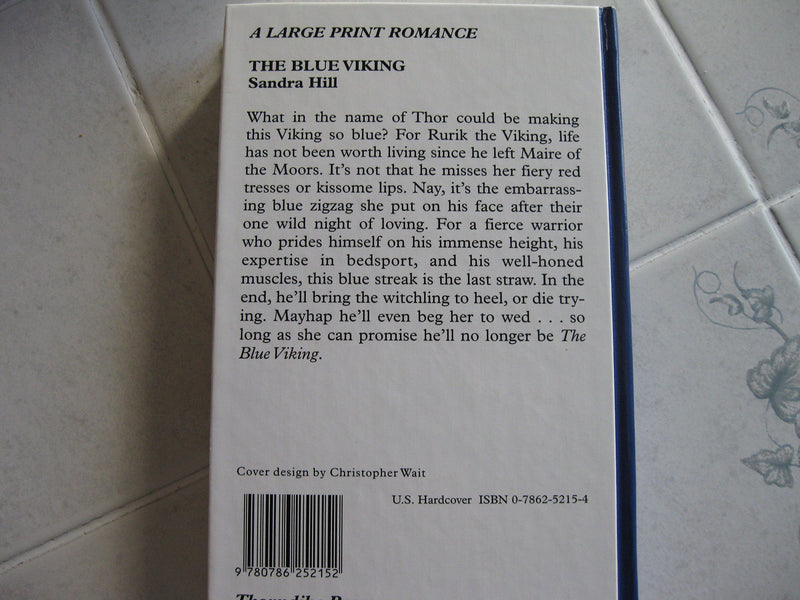 A LARGE PRINT ROMANCE
THE BLUE VIKING
Sandra Hill
What in the name of Thor could be making
this Viking so blue? For Rurik the Viking, life
has not been worth living since he left Maire of
the Moors. It's not that he misses her fiery red
tresses or kissome lips. Nay, it's the embarrass-
ing blue zigzag she put on his face after their
one wild night of loving. For a fierce warrior
who prides himself on his immense height, his
expertise in bedsport, and his well-honed
muscles, this blue streak is the last straw. In the
end, he'll bring the witchling to heel, or die try-
ing. Mayhap he'll even beg her to wed . . . so
long as she can promise he'll no longer be The
Blue Viking.
Cover design by Christopher Wait
U.S. Hardcover ISBN 0-7862-5215-4
9 780786 252152